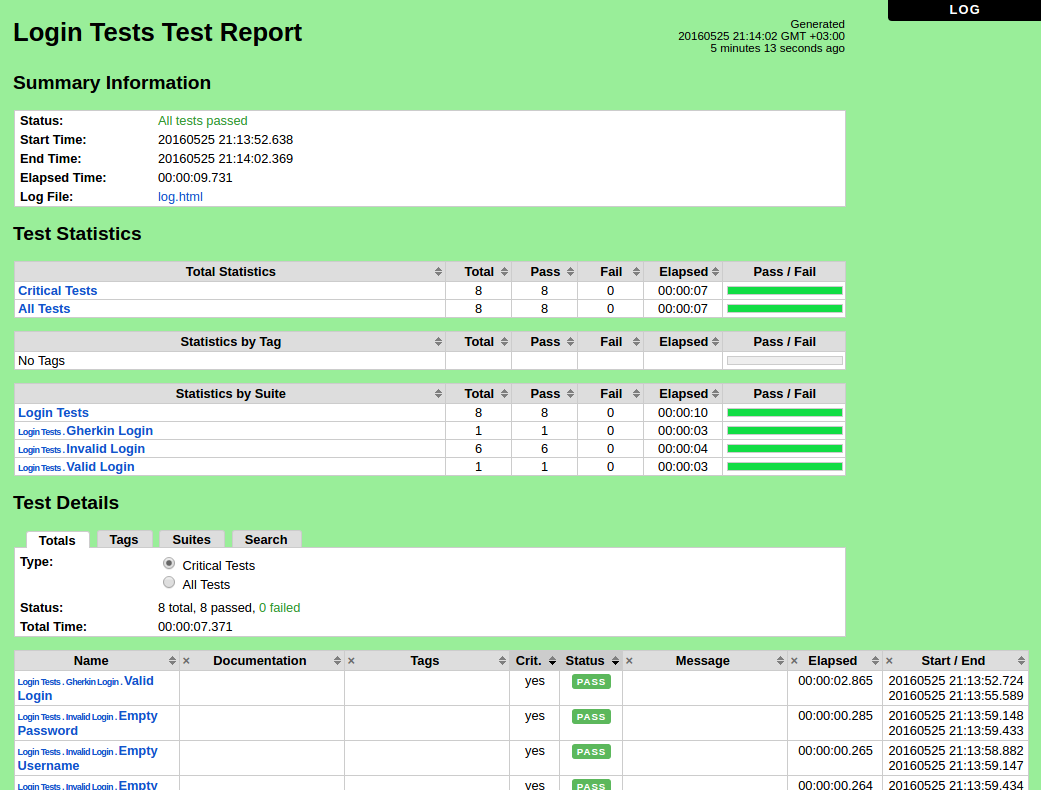 LOG
Login Tests Test Report
Generated
20160525 21:14:02 GMT +03:00
5 minutes 13 seconds ago
Summary Information
Status: All tests passed
Start Time: 20160525 21:13:52.638
End Time: 20160525 21:14:02.369
Elapsed Time: 00:00:09.731
Log File: log.html
Test Statistics
Total Statistics Total Pass Fail Elapsed Pass / Fail
Critical Tests 8 8 0 00:00:07
All Tests 8 8 0 00:00:07
Statistics by Tag Total Pass Fail Elapsed Pass / Fail
No Tags
Statistics by Suite Total Pass Fail Elapsed Pass / Fail
Login Tests 8 8 0 00:00:10
Login Tests . Gherkin Login 1 1 0 00:00:03
Login Tests . Invalid Login 6 6 0 00:00:04
Login Tests . Valid Login 1 1 0 00:00:03
Test Details
Totals Tags Suites Search
Type: Critical Tests
All Tests
Status: 8 total, 8 passed, 0 failed
Total Time: 00:00:07.371
Name × Documentation × Tags Crit. Status × Message × Elapsed × Start / End
Login Tests . Gherkin Login . Valid yes PASS 00:00:02.865 20160525 21:13:52.724
Login 20160525 21:13:55.589
Login Tests . Invalid Login . Empty yes PASS 00:00:00.285 20160525 21:13:59.148
Password 20160525 21:13:59.433
Login Tests . Invalid Login . Empty yes PASS 00:00:00.265 20160525 21:13:58.882
Username 20160525 21:13:59.147
Login Tests . Invalid Login . Empty yes PASS 00:00:00.264 20160525 21:13:59.434